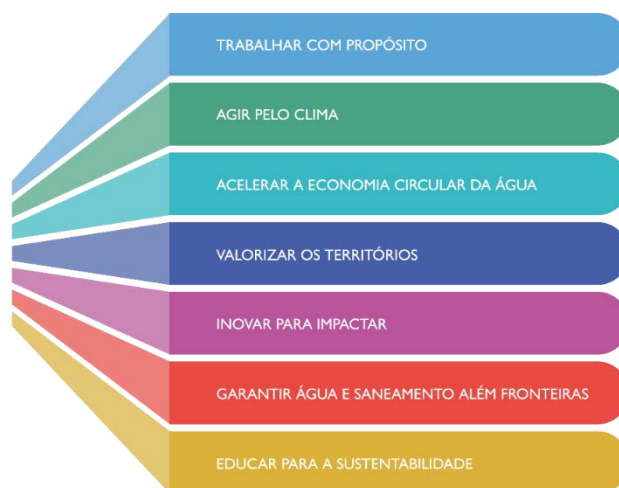 TRABALHAR COM PROPÓSITO
AGIR PELO CLIMA
ACELERAR A ECONOMIA CIRCULAR DA ÁGUA
VALORIZAR OS TERRITÓRIOS
INOVAR PARA IMPACTAR
GARANTIR ÁGUA E SANEAMENTO ALÉM FRONTEIRAS
EDUCAR PARA A SUSTENTABILIDADE